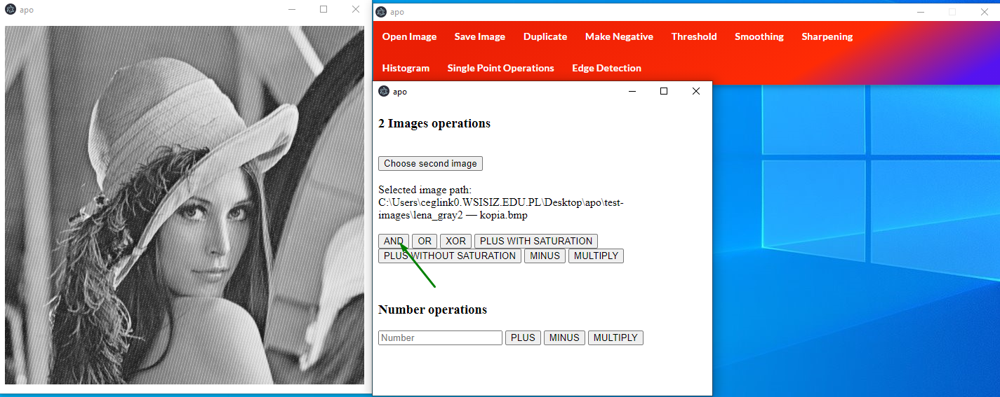 apo
apo
Open Image Save Image Duplicate Make Negative Threshold Smoothing Sharpening
Histogram Single Point Operations Edge Detection
apo
2 Images operations
Choose second image
Selected image path:
C:\Users\ceglink0.WSISIZ.EDU.PL\Desktop\apo\test-
images\lena_gray2 — kopia.bmp
AND OR XOR PLUS WITH SATURATION
PLUS WITHOUT SATURATION MINUS MULTIPLY
Number operations
Number PLUS MINUS MULTIPLY